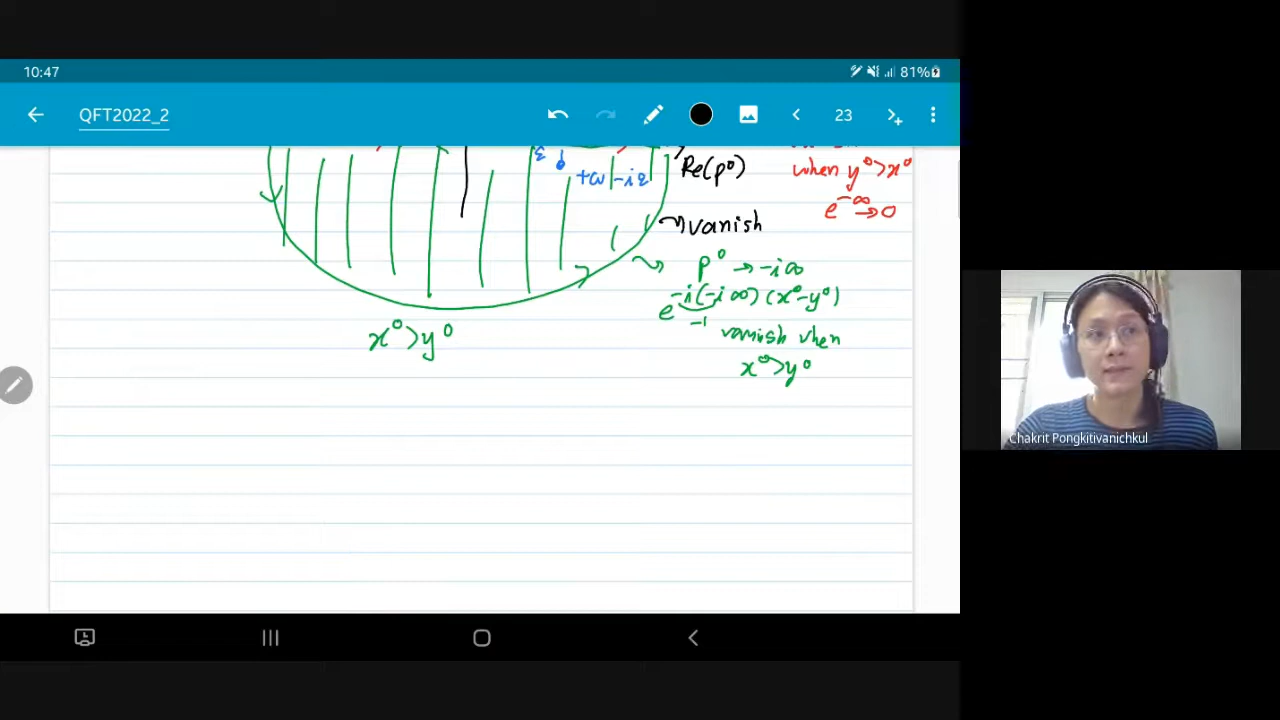 10:47
81%
QFT2022_2
23
Re(p⁰)
when y⁰>x⁰
ε
+ω -iε
e^-∞ → 0
vanish
p⁰ → -i∞
e^-i(-i∞)(x⁰-y⁰)
-1
vanish when
x⁰>y⁰
x⁰>y⁰
Chakrit Pongkitivanichkul